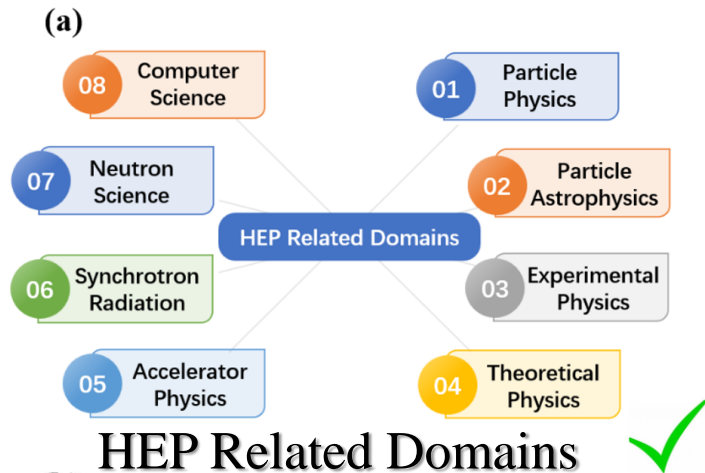 (a)
08 Computer
Science
01 Particle
Physics
07 Neutron
Science
02 Particle
Astrophysics
HEP Related Domains
06 Synchrotron
Radiation
03 Experimental
Physics
05 Accelerator
Physics
04 Theoretical
Physics
HEP Related Domains